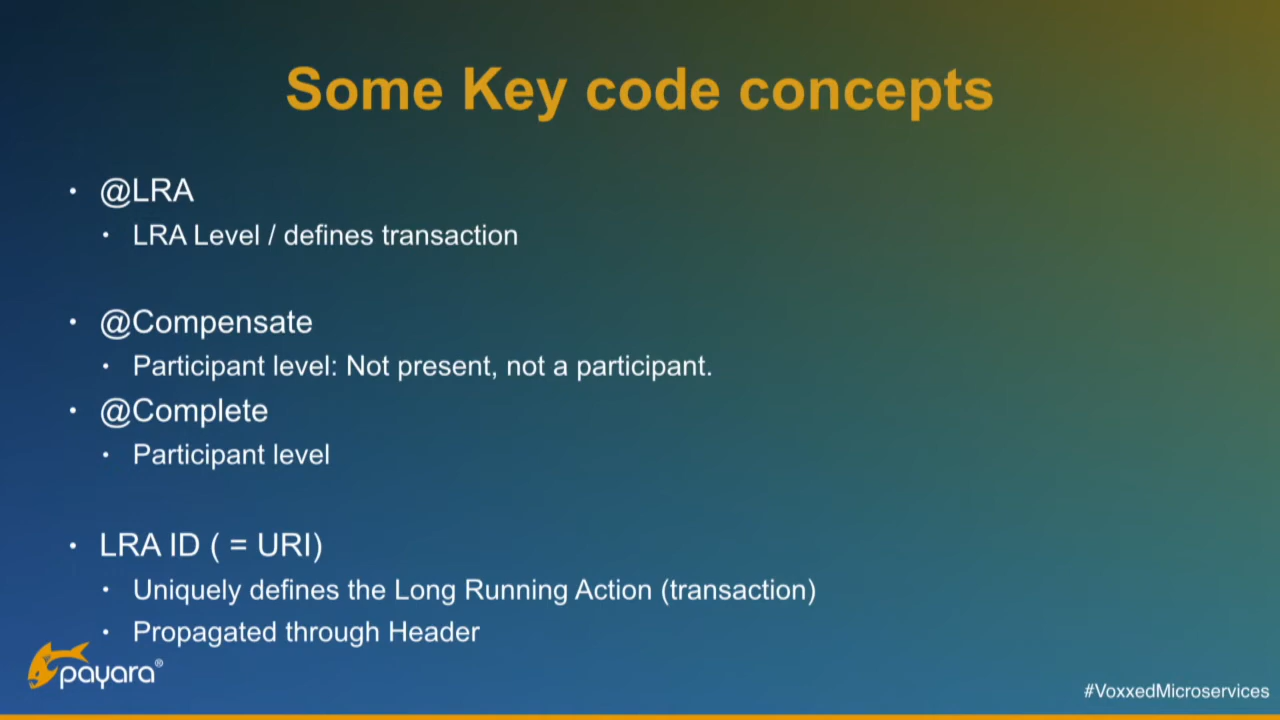 Some Key code concepts
• @LRA
• LRA Level / defines transaction
• @Compensate
• Participant level: Not present, not a participant.
• @Complete
• Participant level
• LRA ID ( = URI)
• Uniquely defines the Long Running Action (transaction)
• Propagated through Header
payara®
#VoxxedMicroservices